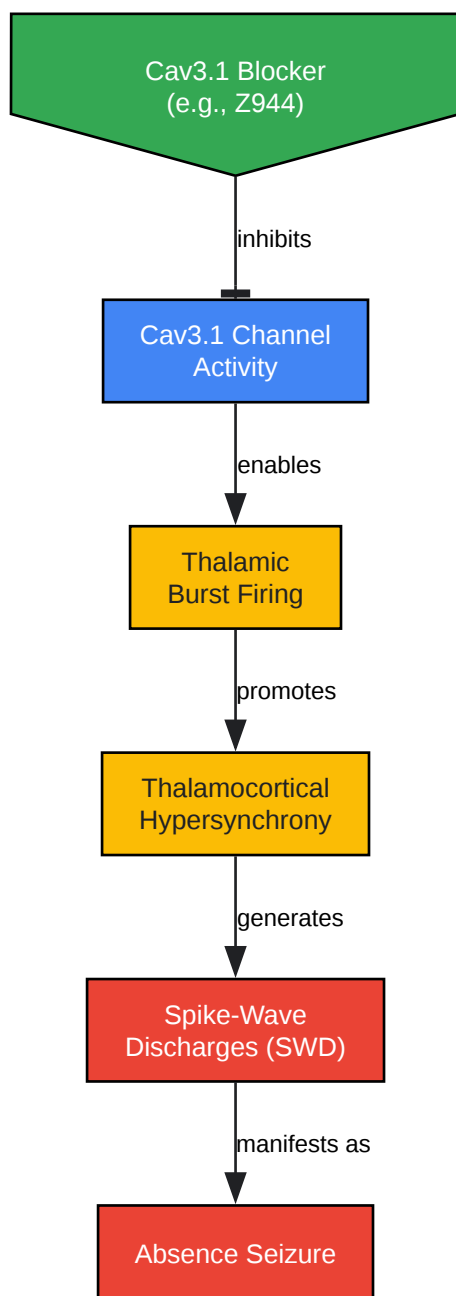 Cav3.1 Blocker
(e.g., Z944)
inhibits
Cav3.1 Channel
Activity
enables
Thalamic
Burst Firing
promotes
Thalamocortical
Hypersynchrony
generates
Spike-Wave
Discharges (SWD)
manifests as
Absence Seizure